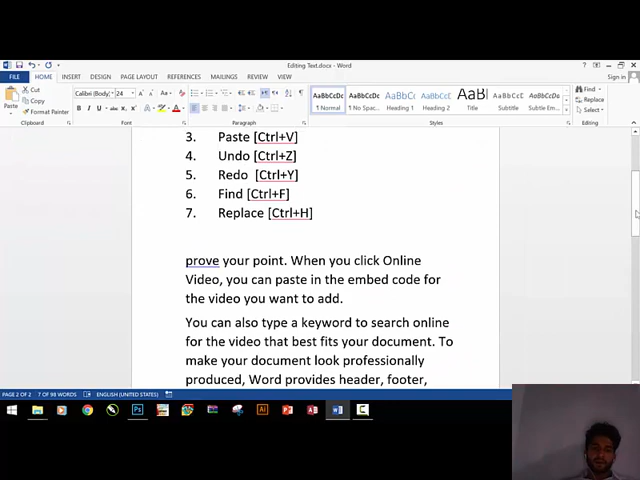 Editing Text.docx - Word
Sign in
FILE HOME INSERT DESIGN PAGE LAYOUT REFERENCES MAILINGS REVIEW VIEW
Paste
Cut
Copy
Format Painter
Clipboard
Calibri (Body) 24
Font
Paragraph
AaBbCcDc ¶ Normal
AaBbCcDc ¶ No Spac...
AaBbCc Heading 1
AaBbCcC Heading 2
AaBl Title
AaBbCcC Subtitle
AaBbCcDc Subtle Em...
Styles
Find
Replace
Select
Editing
3. Paste [Ctrl+V]
4. Undo [Ctrl+Z]
5. Redo [Ctrl+Y]
6. Find [Ctrl+F]
7. Replace [Ctrl+H]
prove your point. When you click Online
Video, you can paste in the embed code for
the video you want to add.
You can also type a keyword to search online
for the video that best fits your document. To
make your document look professionally
produced, Word provides header, footer,
PAGE 2 OF 2 7 OF 98 WORDS ENGLISH (UNITED STATES)